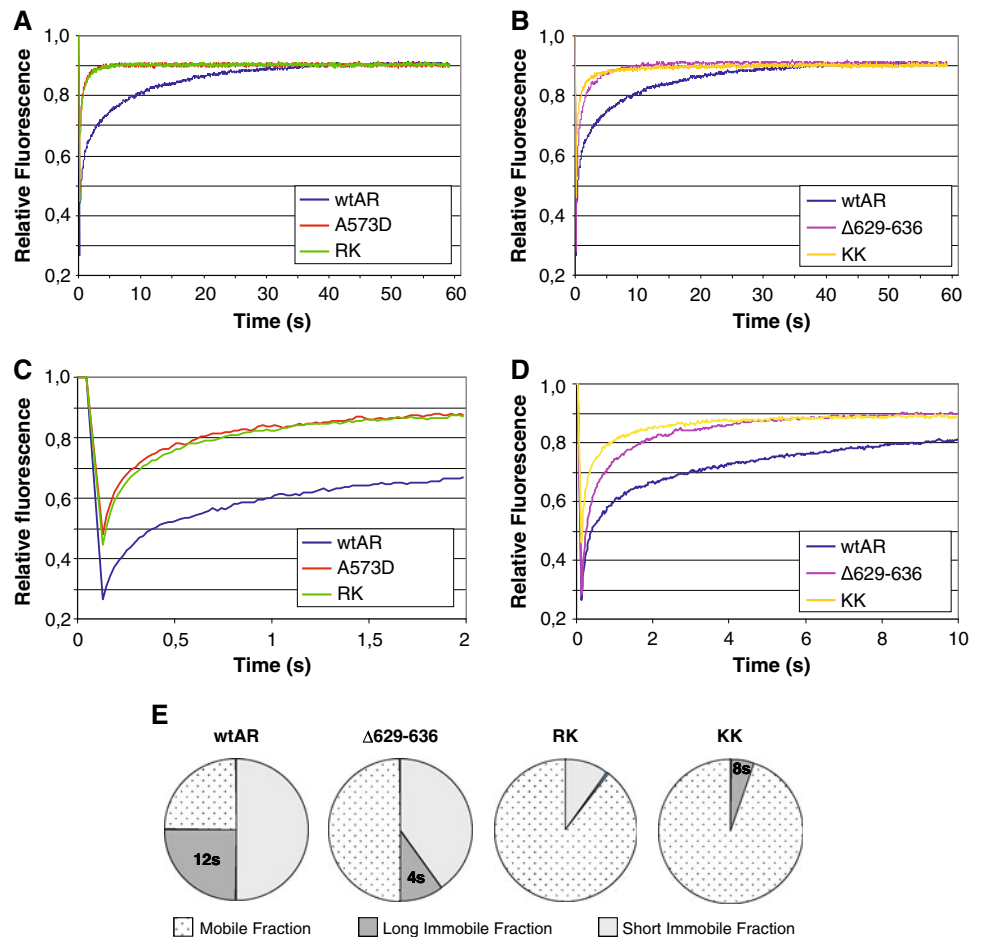 A
Relative Fluorescence
1,0
0,8
0,6
0,4
0,2
0
10
20
30
40
50
60
Time (s)
wtAR
A573D
RK
B
Relative Fluorescence
1,0
0,8
0,6
0,4
0,2
0
10
20
30
40
50
60
Time (s)
wtAR
Δ629-636
KK
C
Relative fluorescence
1,0
0,8
0,6
0,4
0,2
0
0,5
1
1,5
2
Time (s)
wtAR
A573D
RK
D
Relative Fluorescence
1,0
0,8
0,6
0,4
0,2
0
2
4
6
8
10
Time (s)
wtAR
Δ629-636
KK
E
wtAR
Δ629-636
RK
KK
12s
4s
8s
Mobile Fraction
Long Immobile Fraction
Short Immobile Fraction